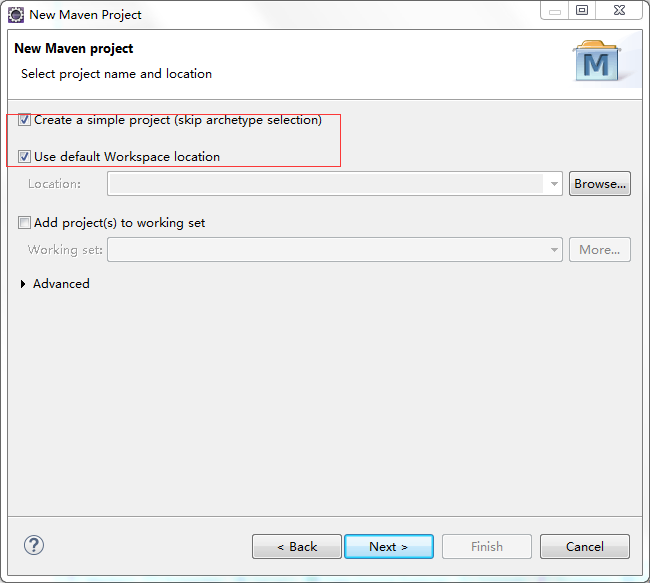 New Maven Project
New Maven project
Select project name and location
M
Create a simple project (skip archetype selection)
Use default Workspace location
Location:
Browse...
Add project(s) to working set
Working set:
More...
Advanced
?
< Back
Next >
Finish
Cancel